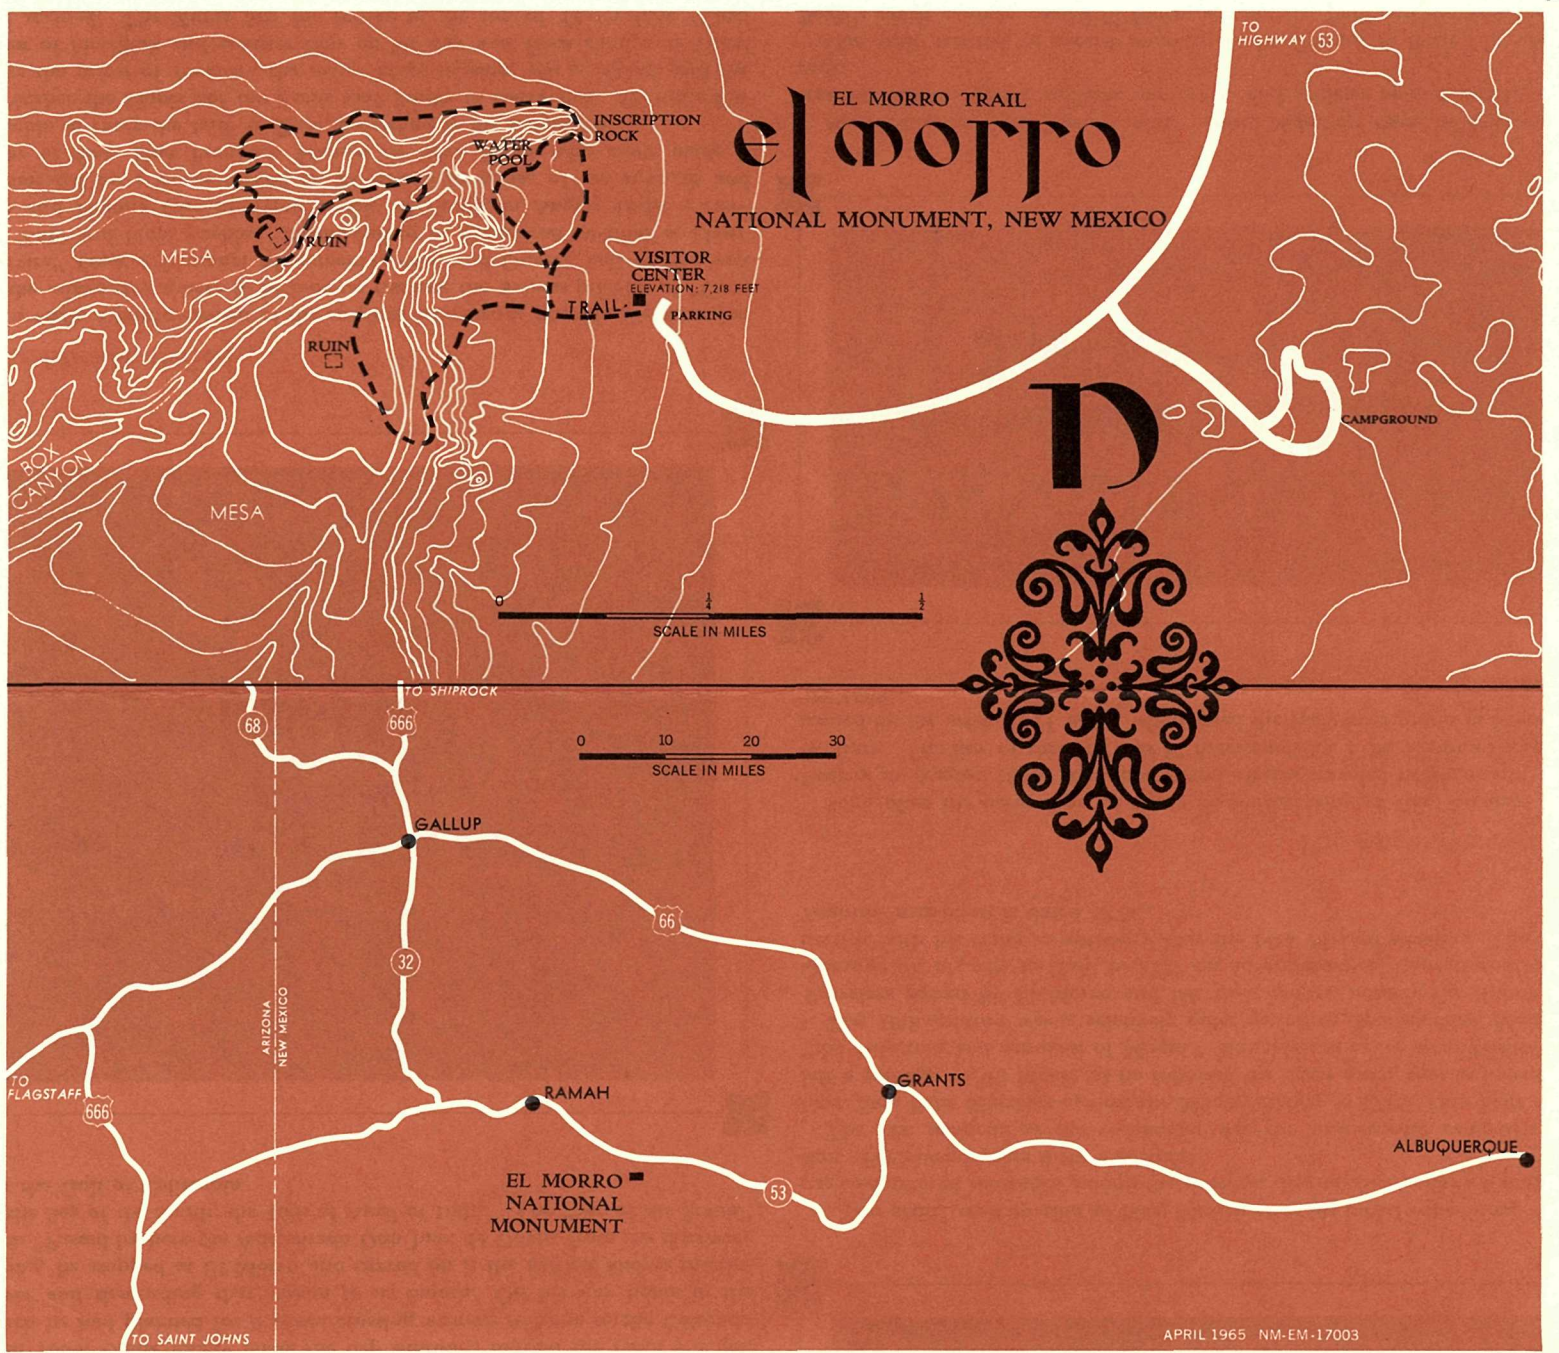 TO
HIGHWAY 53
EL MORRO TRAIL
el morro
NATIONAL MONUMENT, NEW MEXICO
INSCRIPTION
ROCK
WATER
POOL
MESA
RUIN
VISITOR
CENTER
ELEVATION: 7,218 FEET
TRAIL
PARKING
RUIN
CAMPGROUND
N
BOX
CANYON
MESA
0 1/4 1/2
SCALE IN MILES
TO SHIPROCK
68
666
0 10 20 30
SCALE IN MILES
GALLUP
66
32
ARIZONA
NEW MEXICO
TO
FLAGSTAFF
666
RAMAH
GRANTS
ALBUQUERQUE
EL MORRO
NATIONAL
MONUMENT
53
TO SAINT JOHNS
APRIL 1965 NM-EM-17003